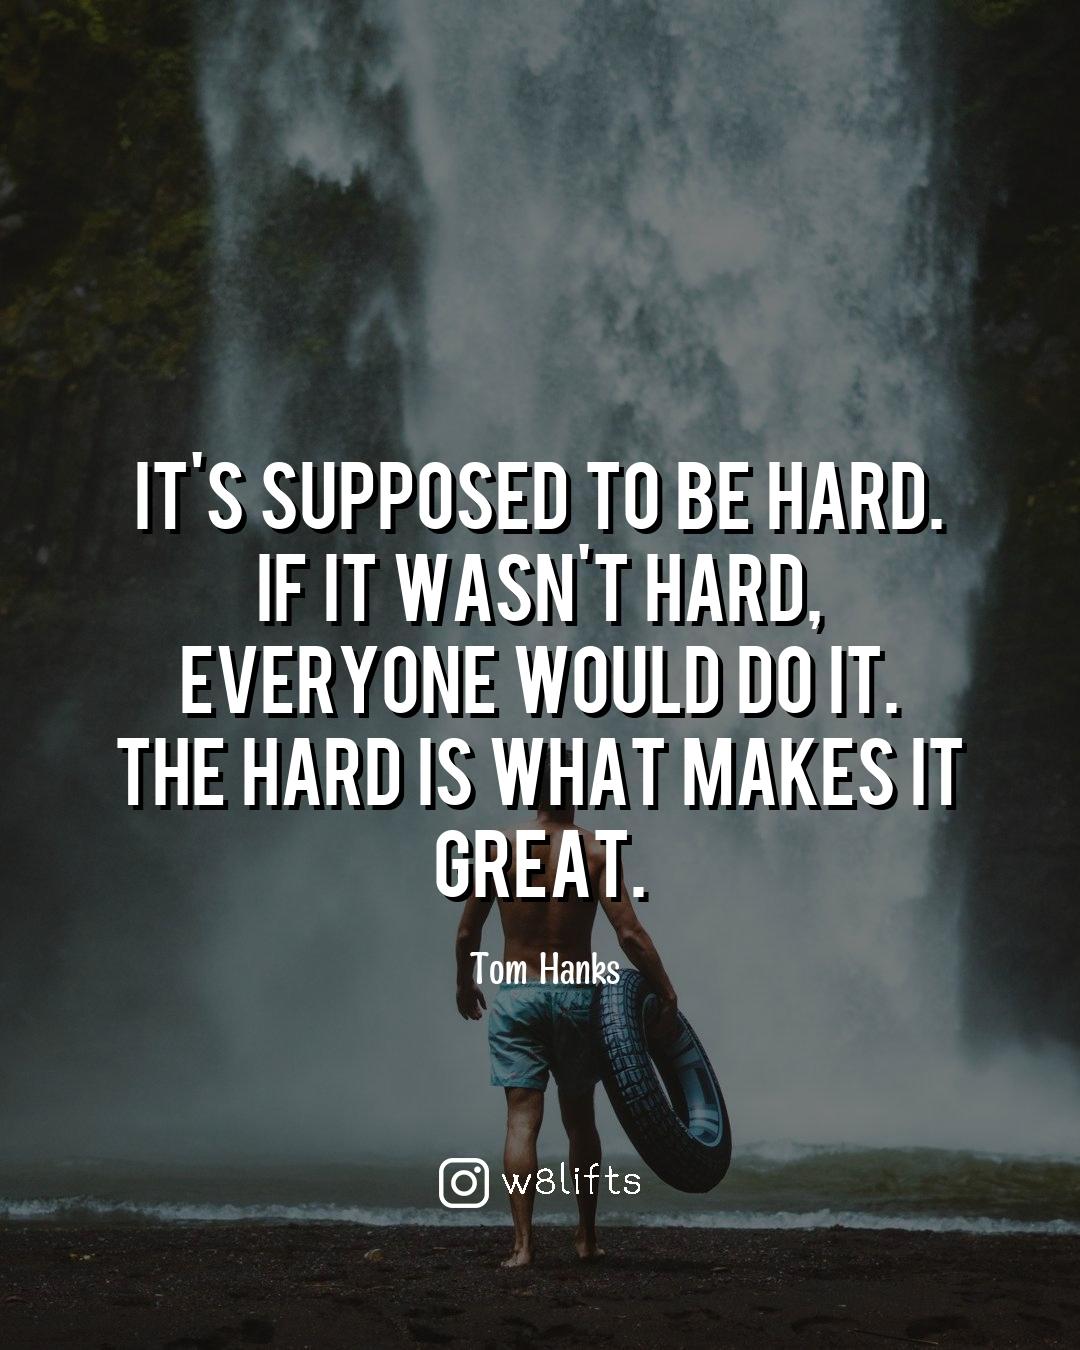 IT'S SUPPOSED TO BE HARD.
IF IT WASN'T HARD,
EVERYONE WOULD DO IT.
THE HARD IS WHAT MAKES IT
GREAT.
Tom Hanks
w8lifts